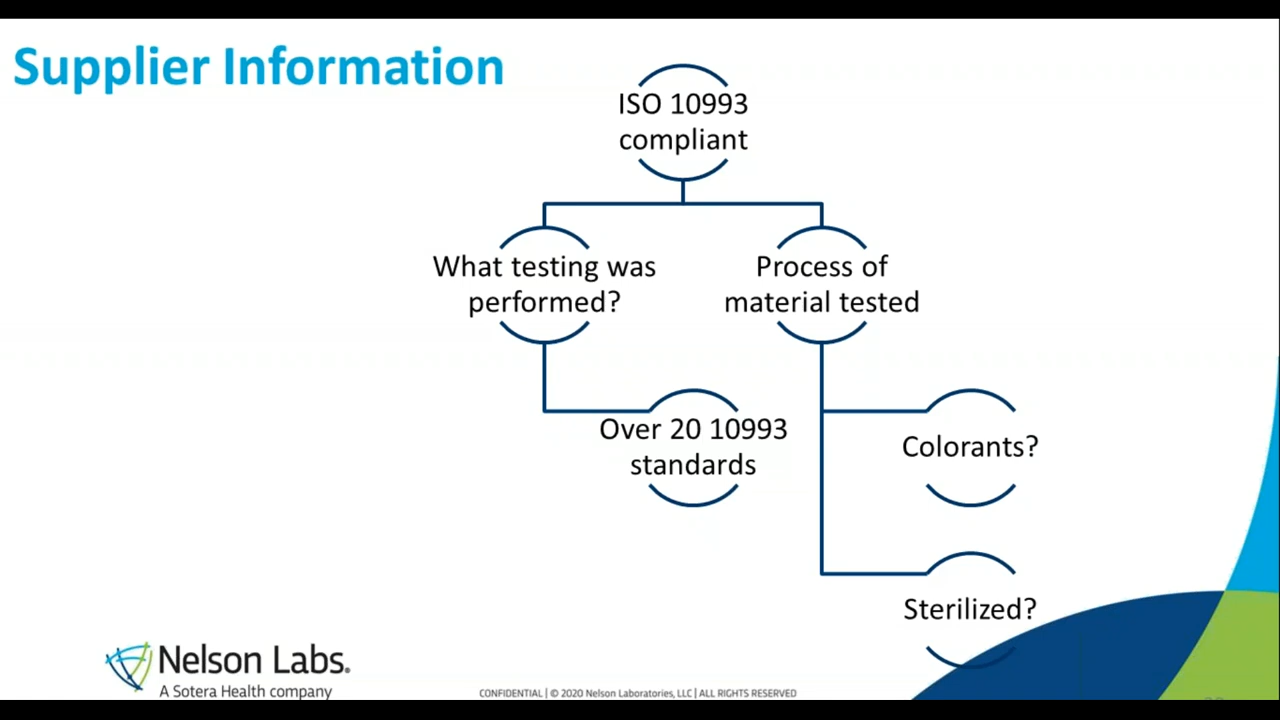 Supplier Information
ISO 10993
compliant
What testing was
performed?
Process of
material tested
Over 20 10993
standards
Colorants?
Sterilized?
Nelson Labs.
A Sotera Health company
CONFIDENTIAL | © 2020 Nelson Laboratories, LLC | ALL RIGHTS RESERVED